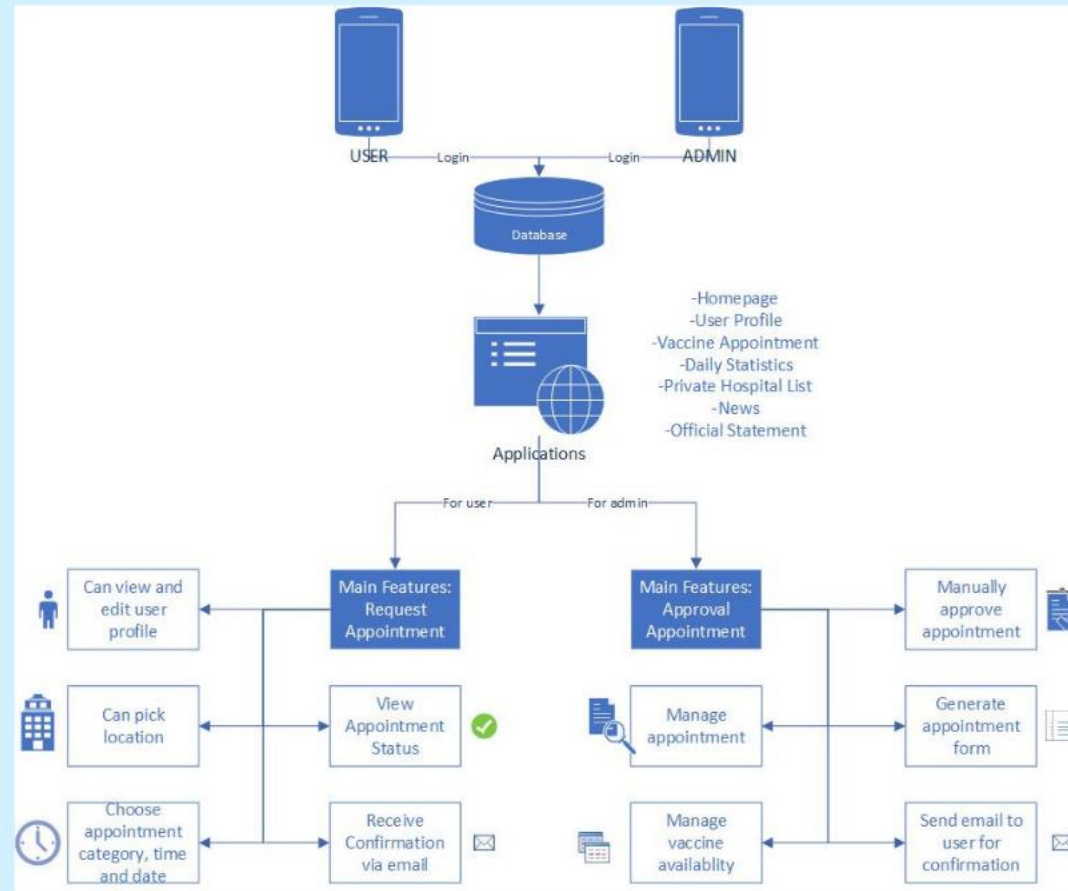 USER
Login
Login
ADMIN
Database
-Homepage
-User Profile
-Vaccine Appointment
-Daily Statistics
-Private Hospital List
-News
-Official Statement
Applications
For user
For admin
Can view and
edit user
profile
Main Features:
Request
Appointment
Main Features:
Approval
Appointment
Manually
approve
appointment
Can pick
location
View
Appointment
Status
Manage
appointment
Generate
appointment
form
Choose
appointment
category, time
and date
Receive
Confirmation
via email
Manage
vaccine
availablity
Send email to
user for
confirmation